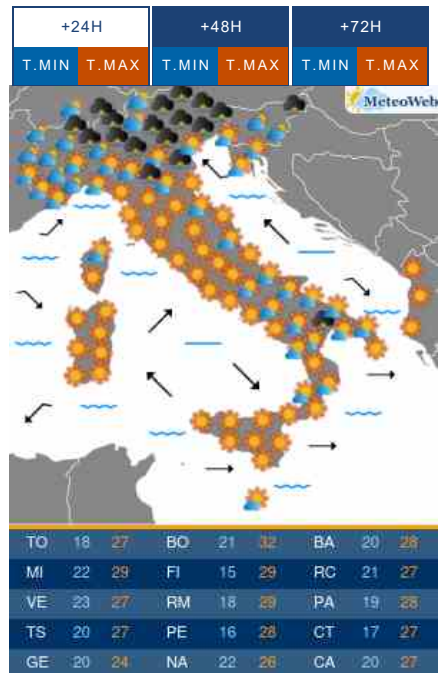 +24H +48H +72H
T.MIN T.MAX T.MIN T.MAX T.MIN T.MAX
MeteoWeb
TO 18 27 BO 21 32 BA 20 28
MI 22 29 FI 15 29 RC 21 27
VE 23 27 RM 18 29 PA 19 28
TS 20 27 PE 16 28 CT 17 27
GE 20 24 NA 22 26 CA 20 27